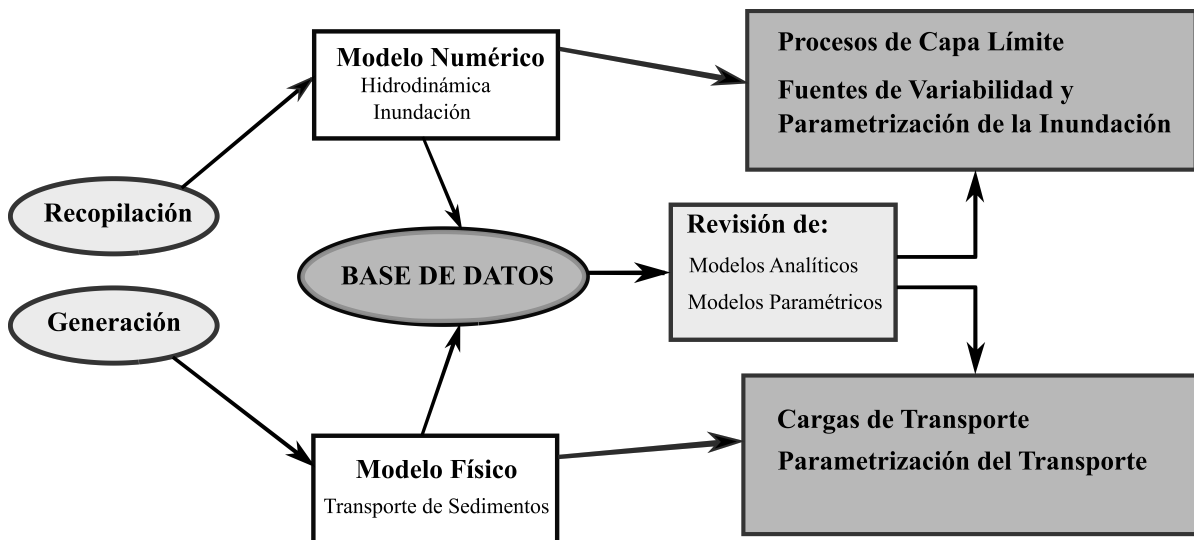 Modelo Numérico
Hidrodinámica
Inundación
Procesos de Capa Límite
Fuentes de Variabilidad y
Parametrización de la Inundación
Recopilación
Generación
BASE DE DATOS
Revisión de:
Modelos Analíticos
Modelos Paramétricos
Modelo Físico
Transporte de Sedimentos
Cargas de Transporte
Parametrización del Transporte